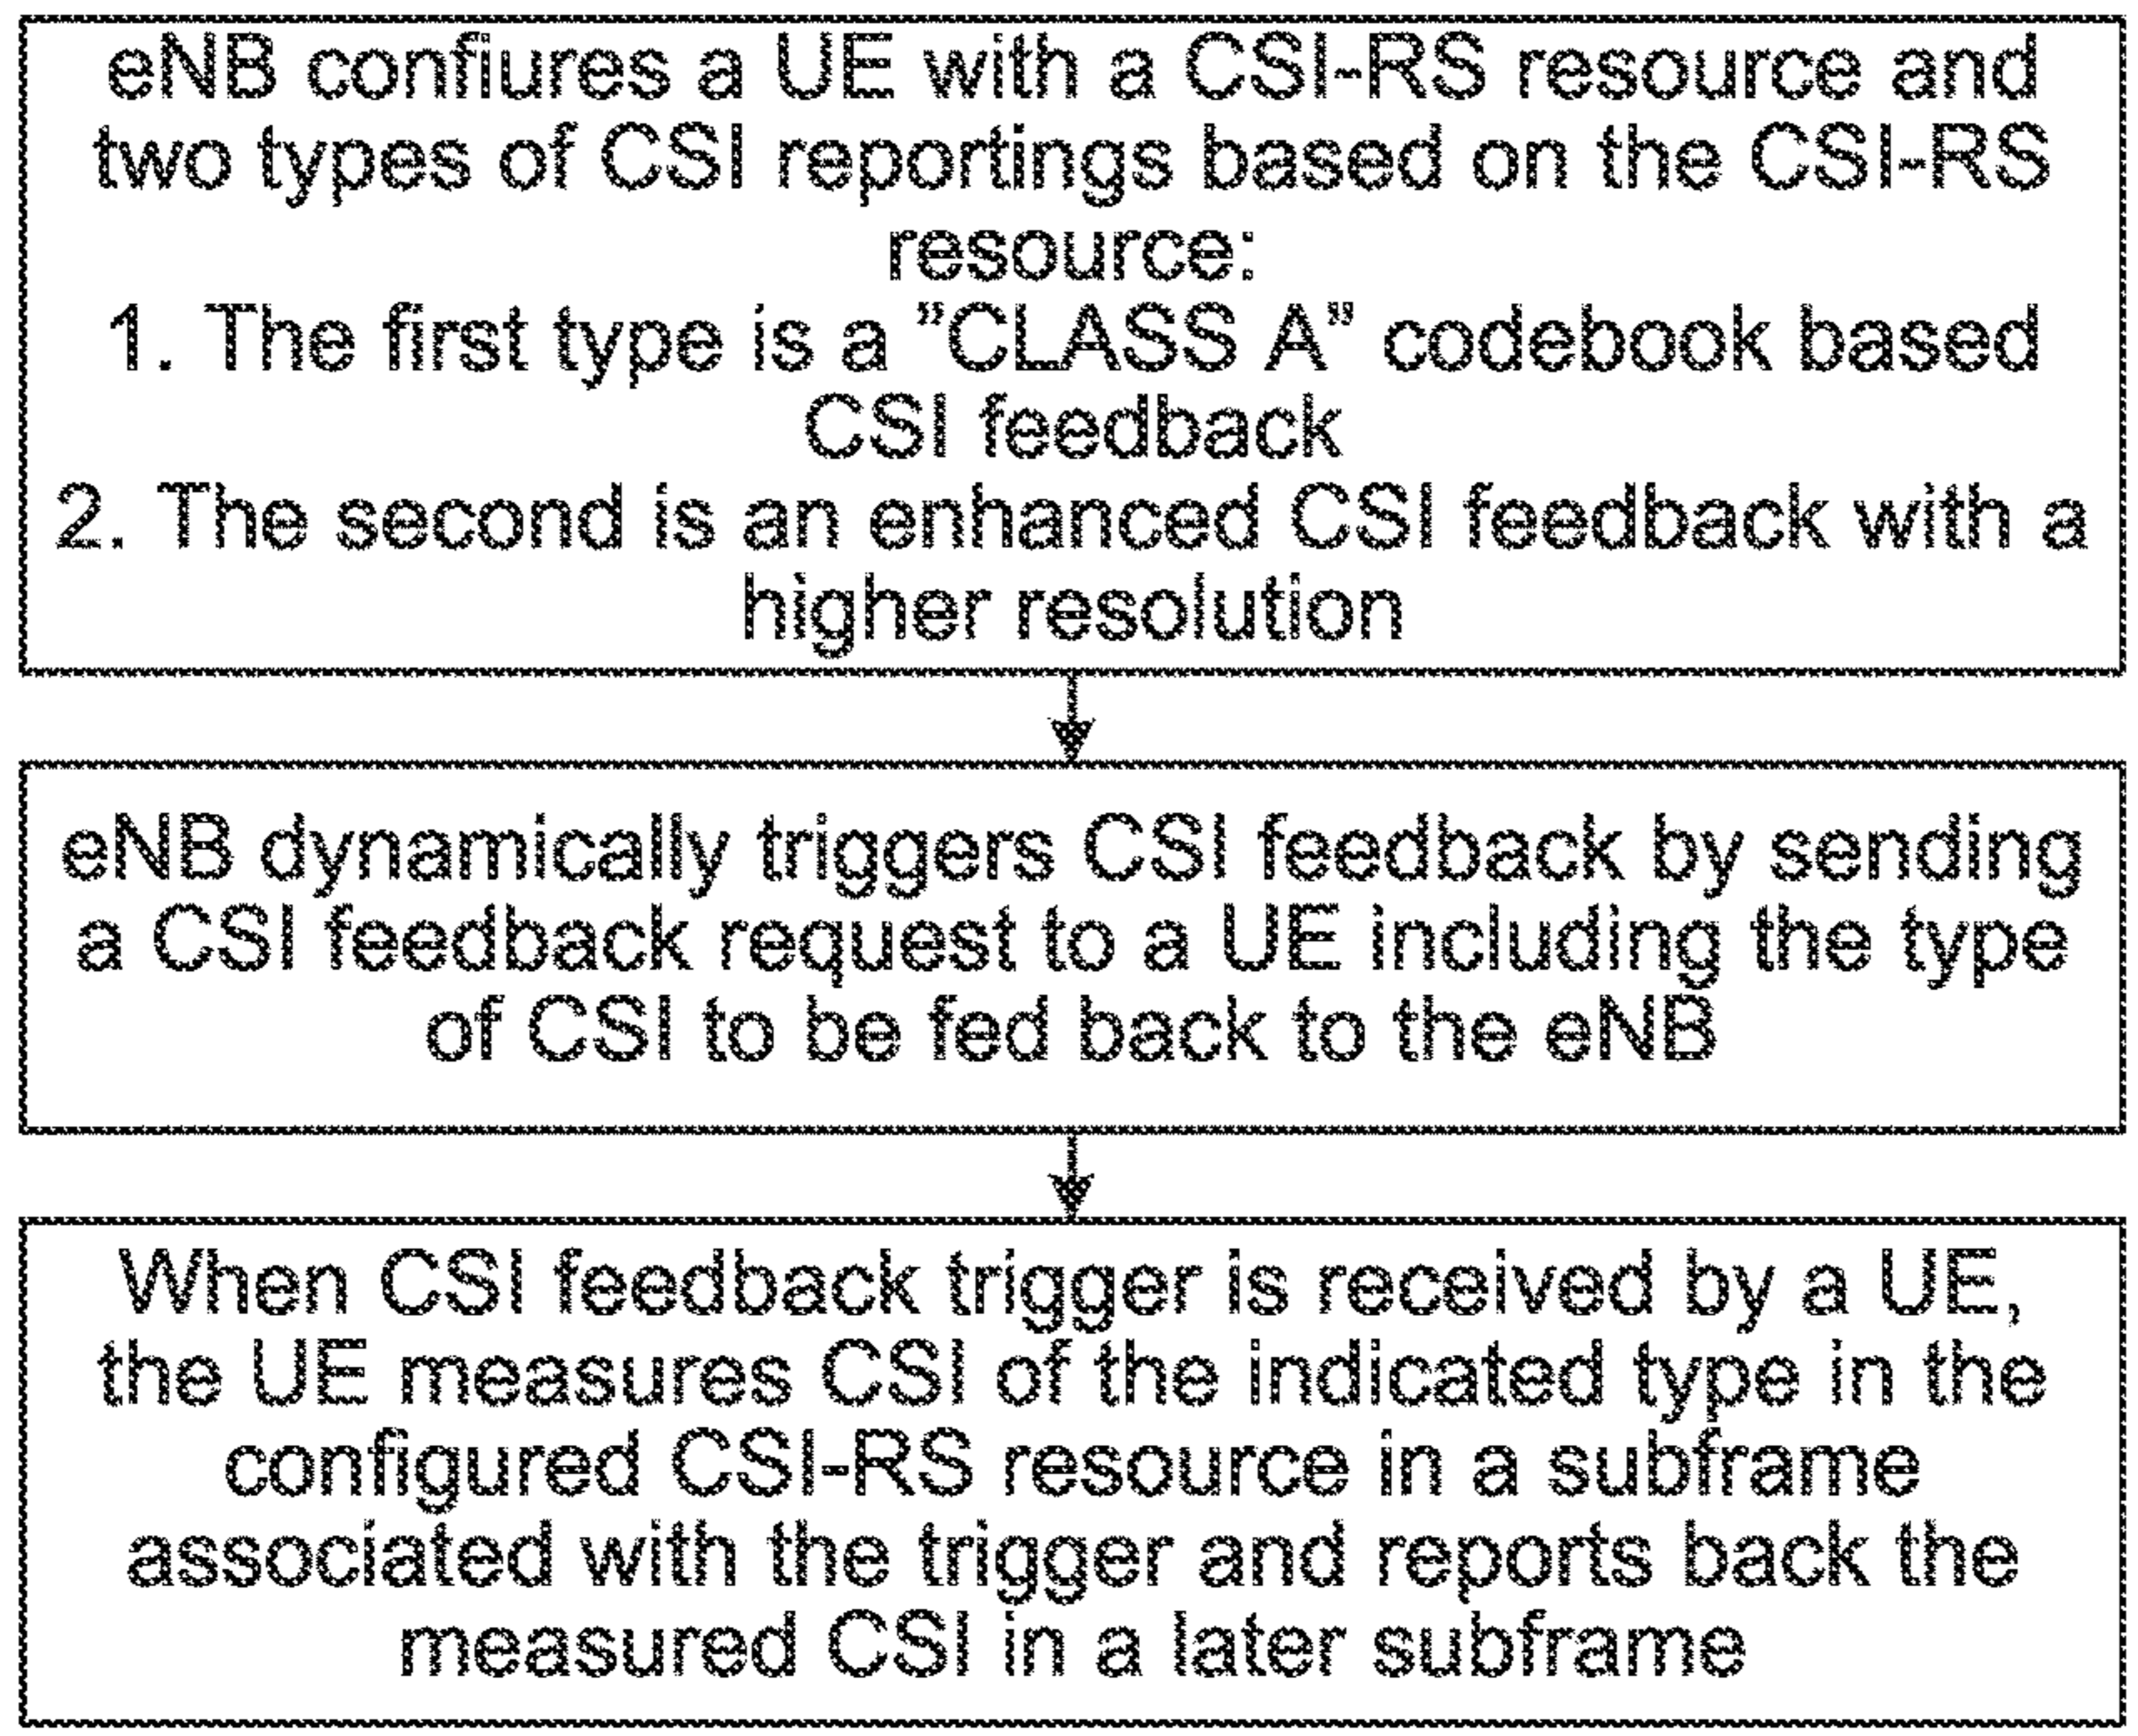 eNB confiures a UE with a CSI-RS resource and
two types of CSI reportings based on the CSI-RS
resource:
1. The first type is a ”CLASS A” codebook based
CSI feedback
2. The second is an enhanced CSI feedback with a
higher resolution
eNB dynamically triggers CSI feedback by sending
a CSI feedback request to a UE including the type
of CSI to be fed back to the eNB
When CSI feedback trigger is received by a UE,
the UE measures CSI of the indicated type in the
configured CSI-RS resource in a subframe
associated with the trigger and reports back the
measured CSI in a later subframe